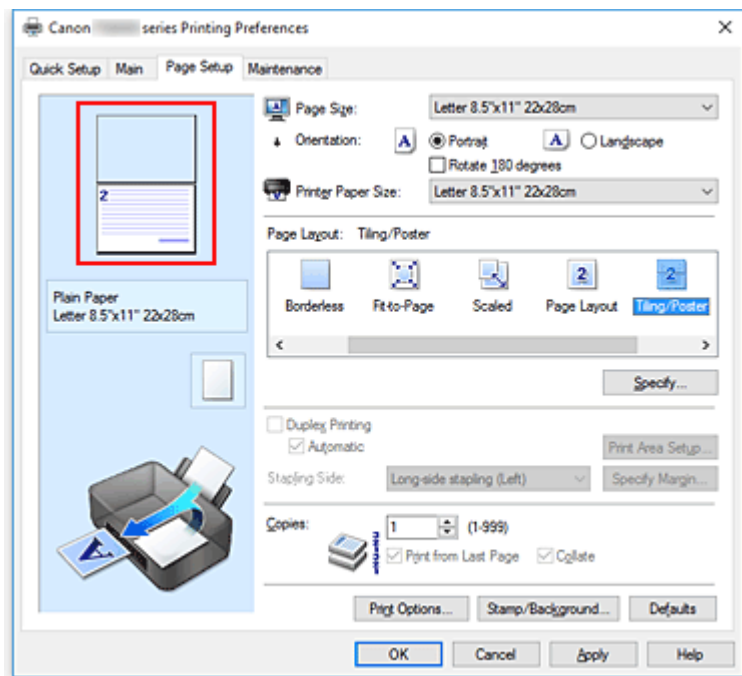 Canon series Printing Preferences
Quick Setup Main Page Setup Maintenance
2
Plain Paper
Letter 8.5"x11" 22x28cm
A
Page Size: Letter 8.5"x11" 22x28cm
Orientation: A Portrait A Landscape
Rotate 180 degrees
Printer Paper Size: Letter 8.5"x11" 22x28cm
Page Layout: Tiling/Poster
2 2
Borderless Fit-to-Page Scaled Page Layout Tiling/Poster
Specify...
Duplex Printing
Automatic Print Area Setup...
Stapling Side: Long-side stapling (Left) Specify Margin...
Copies: 1 (1-999)
Print from Last Page Collate
Print Options... Stamp/Background... Defaults
OK Cancel Apply Help